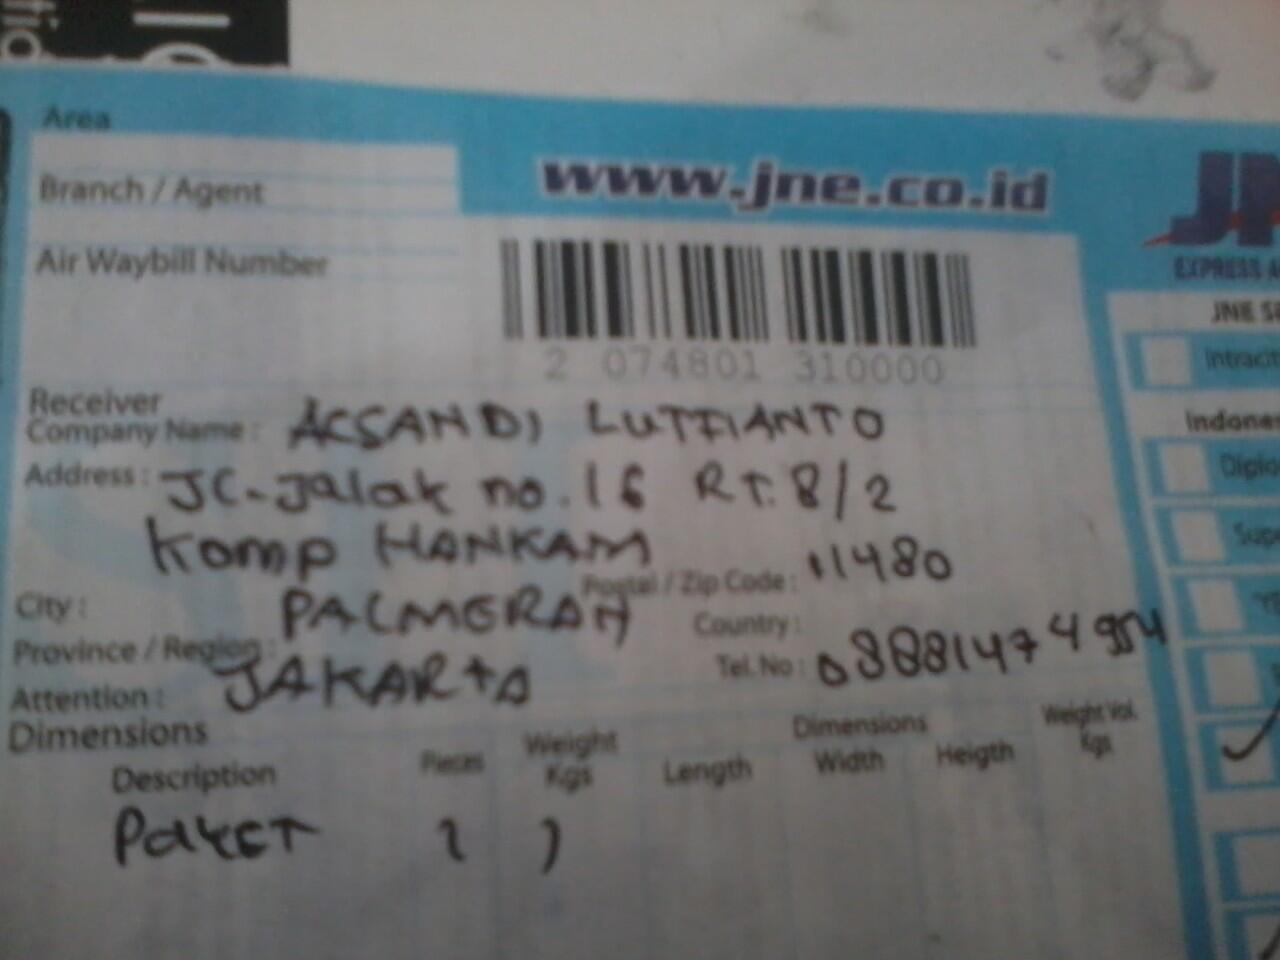 Area
Branch / Agent
www.jne.co.id
Air Waybill Number
2 074801 310000
EXPRESS
JNE
Receiver
Company Name : AKSANDI LUTFIANTO
Address : JL. Jalak no. 16 RT. 8/2
Komp HANKAM
Postal / Zip Code : 11480
City : PALMERAH
Country :
Province / Region :
JAKARTA
Tel. No :
Attention :
Dimensions
Description Pieces Weight Kgs Length Dimensions Width Heigth Weight Vol. Kgs
Paket 1 1